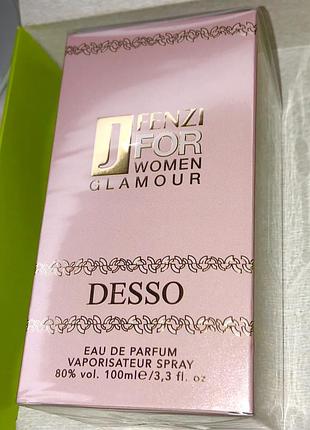 J FENZI
FOR
WOMEN
GLAMOUR
DESSO
EAU DE PARFUM
VAPORISATEUR SPRAY
80% vol. 100ml℮/3,3 fl. oz